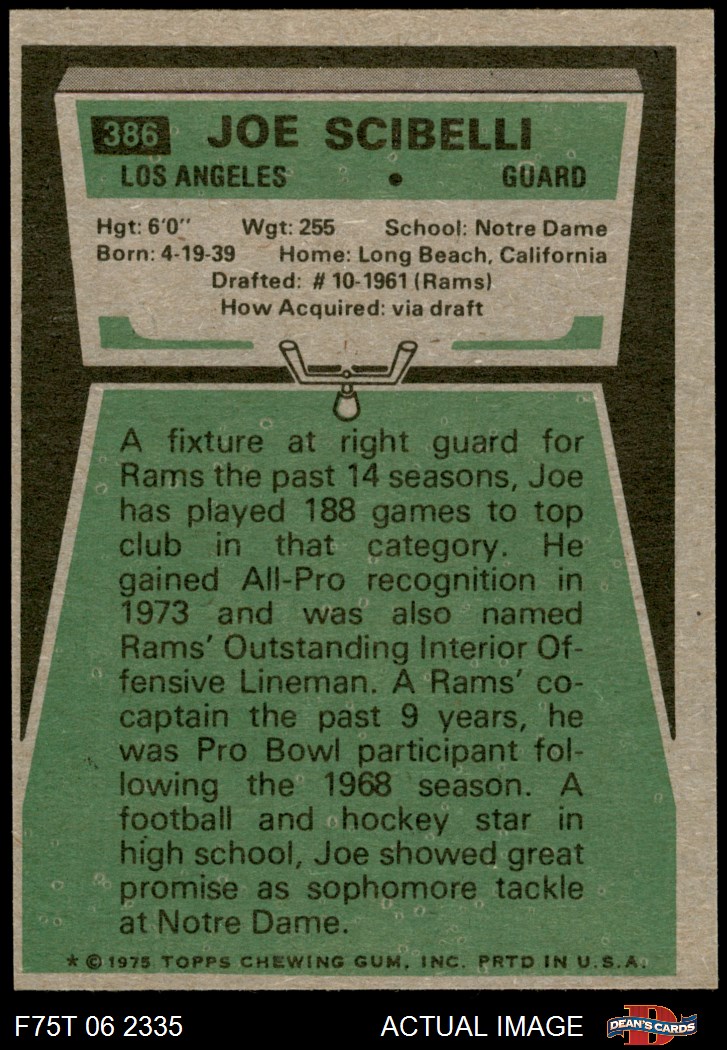 386 JOE SCIBELLI
LOS ANGELES • GUARD
Hgt: 6'0" Wgt: 255 School: Notre Dame
Born: 4-19-39 Home: Long Beach, California
Drafted: # 10-1961 (Rams)
How Acquired: via draft
A fixture at right guard for
Rams the past 14 seasons, Joe
has played 188 games to top
club in that category. He
gained All-Pro recognition in
1973 and was also named
Rams' Outstanding Interior Of-
fensive Lineman. A Rams' co-
captain the past 9 years, he
was Pro Bowl participant fol-
lowing the 1968 season. A
football and hockey star in
high school, Joe showed great
promise as sophomore tackle
at Notre Dame.
* © 1975 TOPPS CHEWING GUM, INC. PRTD IN U.S.A.
F75T 06 2335 ACTUAL IMAGE DEAN'S CARDS